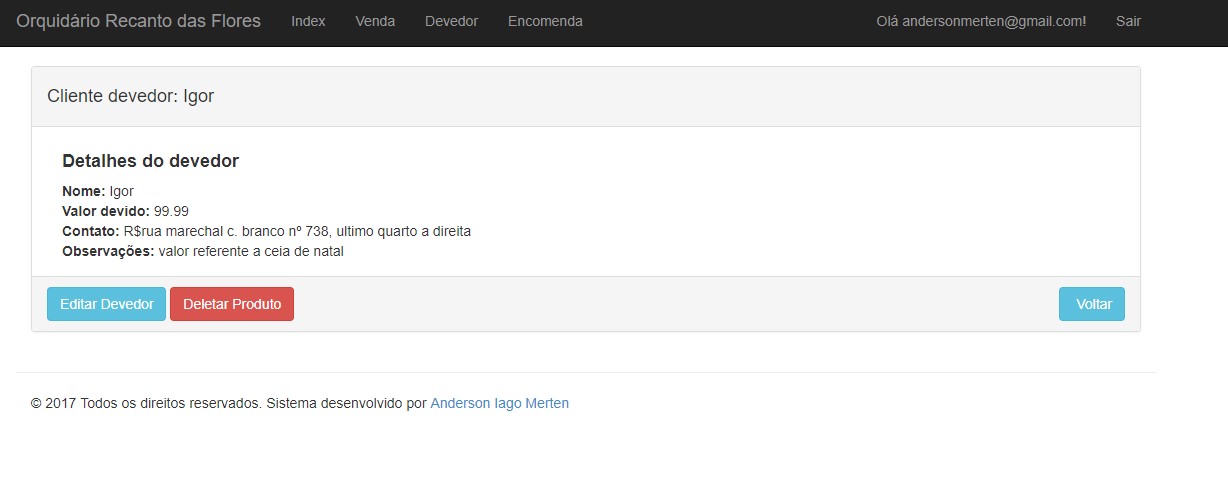 Orquidário Recanto das Flores Index Venda Devedor Encomenda Olá andersonmerten@gmail.com! Sair
Cliente devedor: Igor
Detalhes do devedor
Nome: Igor
Valor devido: 99.99
Contato: R$rua marechal c. branco nº 738, ultimo quarto a direita
Observações: valor referente a ceia de natal
Editar Devedor Deletar Produto Voltar
© 2017 Todos os direitos reservados. Sistema desenvolvido por Anderson Iago Merten